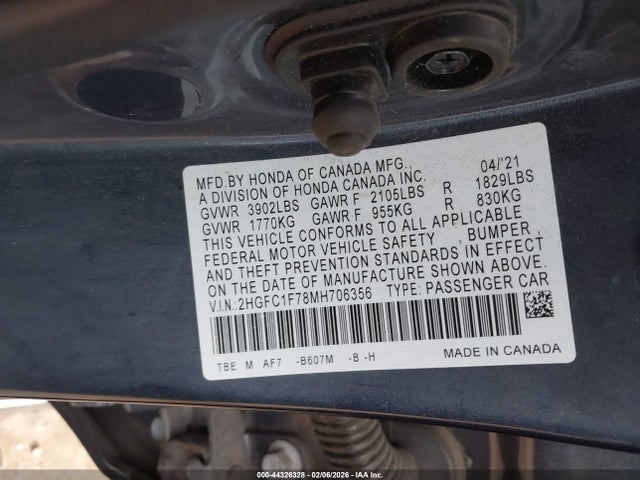 MFD.BY HONDA OF CANADA MFG., 04/'21
A DIVISION OF HONDA CANADA INC.
GVWR 3902LBS GAWR F 2105LBS R 1829LBS
GVWR 1770KG GAWR F 955KG R 830KG
THIS VEHICLE CONFORMS TO ALL APPLICABLE
FEDERAL MOTOR VEHICLE SAFETY , BUMPER ,
AND THEFT PREVENTION STANDARDS IN EFFECT
ON THE DATE OF MANUFACTURE SHOWN ABOVE.
V.I.N.:2HGFC1F78MH706356 TYPE: PASSENGER CAR
TBE M AF7 -B607M -B -H MADE IN CANADA
000-44326328 | 02/06/2026 - IAA, Inc.